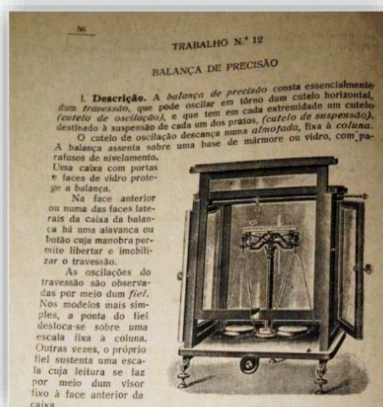 56
TRABALHO N.º 12
BALANÇA DE PRECISÃO
1. Descrição. A balança de precisão consta essencialmente
dum travessão, que pode oscilar em tôrno dum cutelo horizontal,
(cutelo de oscilação), e que tem em cada extremidade um cutelo
destinado à suspensão de cada um dos pratos, (cutelo de suspensão).
O cutelo de oscilação descança numa almofada, fixa à coluna.
A balança assenta sobre uma base de mármore ou vidro, com pa-
rafusos de nivelamento.
Uma caixa com portas
e faces de vidro prote-
ge a balança.
Na face anterior
ou numa das faces late-
rais da caixa da balan-
ça há uma alavanca ou
botão cuja manobra per-
mite libertar e imobili-
zar o travessão.
As oscilações do
travessão são observa-
das por meio dum fiel.
Nos modelos mais sim-
ples, a ponta do fiel
desloca-se sobre uma
escala fixa à coluna.
Outras vezes, o próprio
fiel sustenta uma esca-
la cuja leitura se faz
por meio dum visor
fixo à face anterior da
caixa